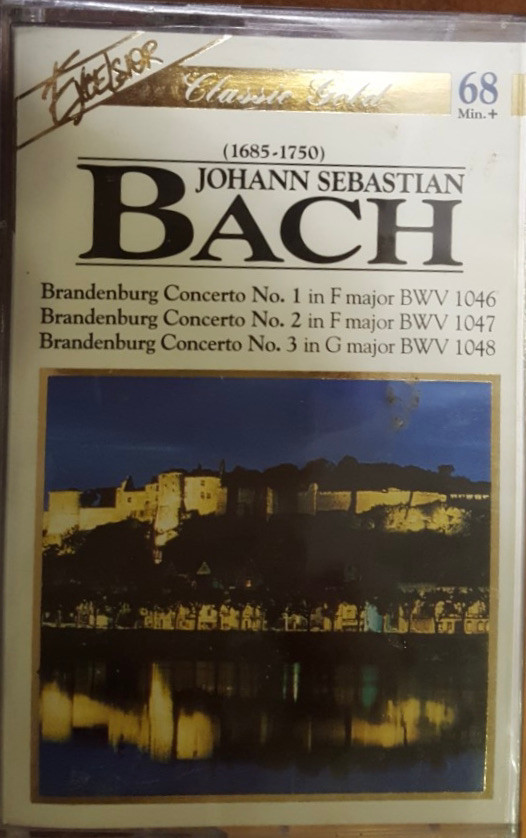 Excelsior
Classic Gold
68
Min.+
(1685-1750)
JOHANN SEBASTIAN
BACH
Brandenburg Concerto No. 1 in F major BWV 1046
Brandenburg Concerto No. 2 in F major BWV 1047
Brandenburg Concerto No. 3 in G major BWV 1048